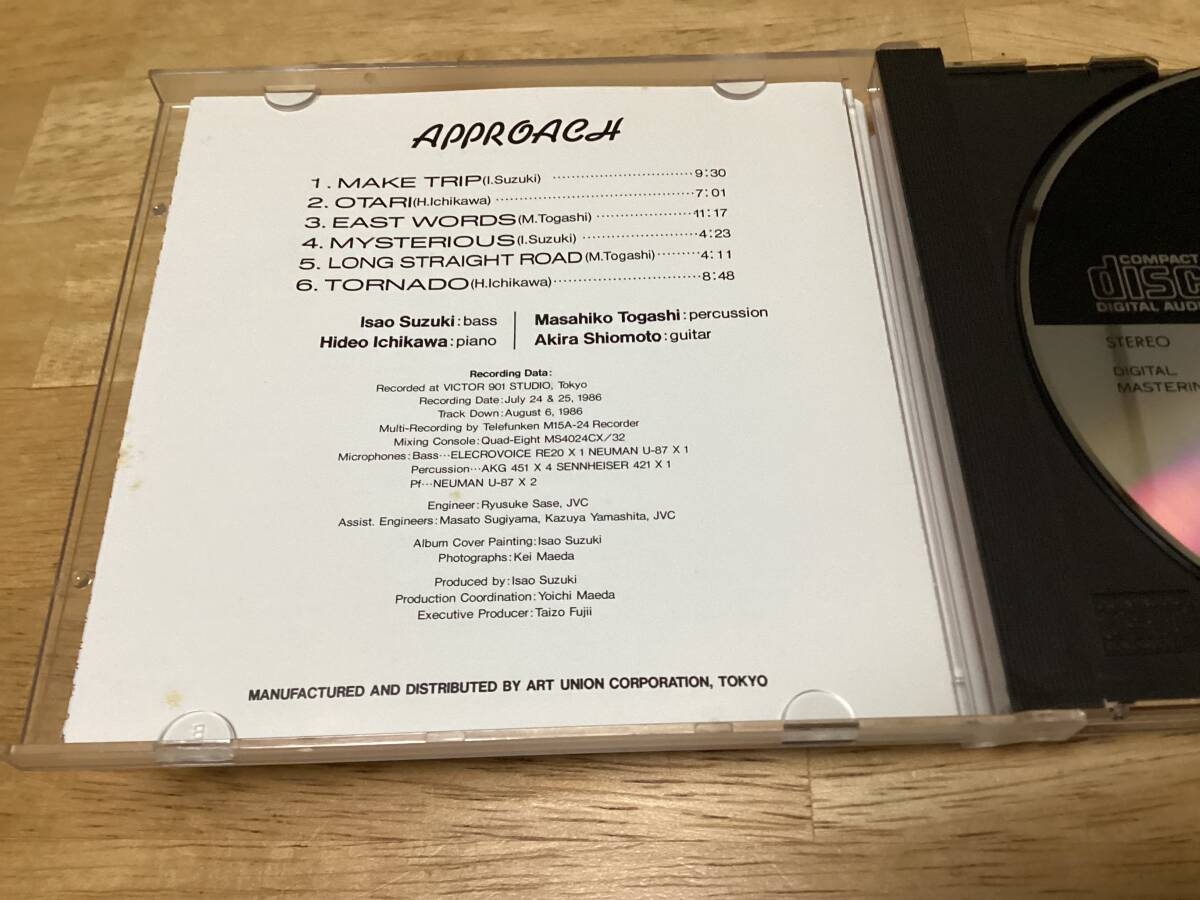 APPROACH
1. MAKE TRIP(I.Suzuki) ································9:30
2. OTARI(H.Ichikawa) ································7:01
3. EAST WORDS(M.Togashi) ····················11:17
4. MYSTERIOUS(I.Suzuki) ························4:23
5. LONG STRAIGHT ROAD(M.Togashi)·········4:11
6. TORNADO(H.Ichikawa)····························8:48
Isao Suzuki:bass
Hideo Ichikawa:piano
Masahiko Togashi:percussion
Akira Shiomoto:guitar
Recording Data:
Recorded at VICTOR 901 STUDIO, Tokyo
Recording Date:July 24 & 25, 1986
Track Down:August 6, 1986
Multi-Recording by Telefunken M15A-24 Recorder
Mixing Console:Quad-Eight MS4024CX/32
Microphones:Bass···ELECROVOICE RE20 X 1 NEUMAN U-87 X 1
Percussion···AKG 451 X 4 SENNHEISER 421 X 1
Pf···NEUMAN U-87 X 2
Engineer:Ryusuke Sase, JVC
Assist. Engineers:Masato Sugiyama, Kazuya Yamashita, JVC
Album Cover Painting:Isao Suzuki
Photographs:Kei Maeda
Produced by:Isao Suzuki
Production Coordination:Yoichi Maeda
Executive Producer:Taizo Fujii
MANUFACTURED AND DISTRIBUTED BY ART UNION CORPORATION, TOKYO
COMPACT
disc
DIGITAL AUDI
STEREO
DIGITAL
MASTERIN